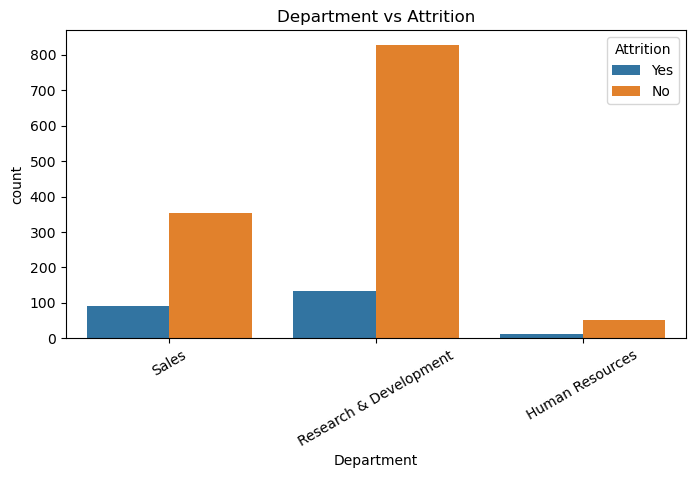 Department vs Attrition
Attrition
Yes
No
800
700
600
500
400
300
200
100
0
count
Sales
Research & Development
Human Resources
Department